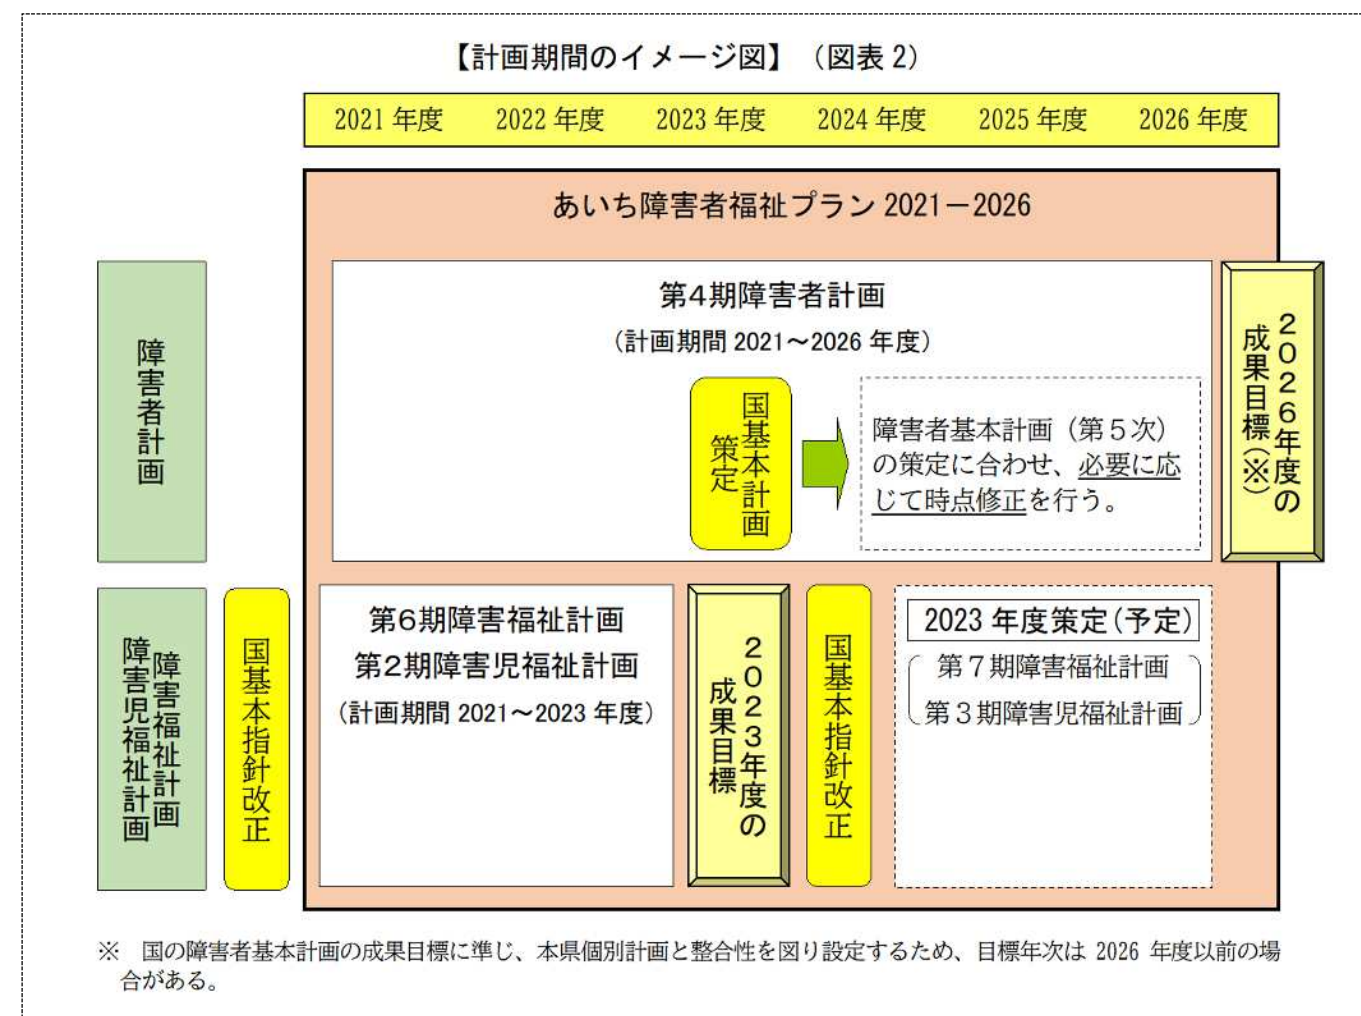 【計画期間のイメージ図】（図表2）
2021 年度 2022 年度 2023 年度 2024 年度 2025 年度 2026 年度
あいち障害者福祉プラン 2021－2026
障害者計画
第4期障害者計画
（計画期間 2021～2026 年度）
国基本計画
策定
障害者基本計画（第５次）
の策定に合わせ、必要に応
じて時点修正を行う。
２０２６年度の
成果目標（※）
障害福祉計画
障害児福祉計画
国基本指針改正
第6期障害福祉計画
第2期障害児福祉計画
（計画期間 2021～2023 年度）
２０２３年度の
成果目標
国基本指針改正
2023 年度策定（予定）
第７期障害福祉計画
第３期障害児福祉計画
※　国の障害者基本計画の成果目標に準じ、本県個別計画と整合性を図り設定するため、目標年次は 2026 年度以前の場
合がある。